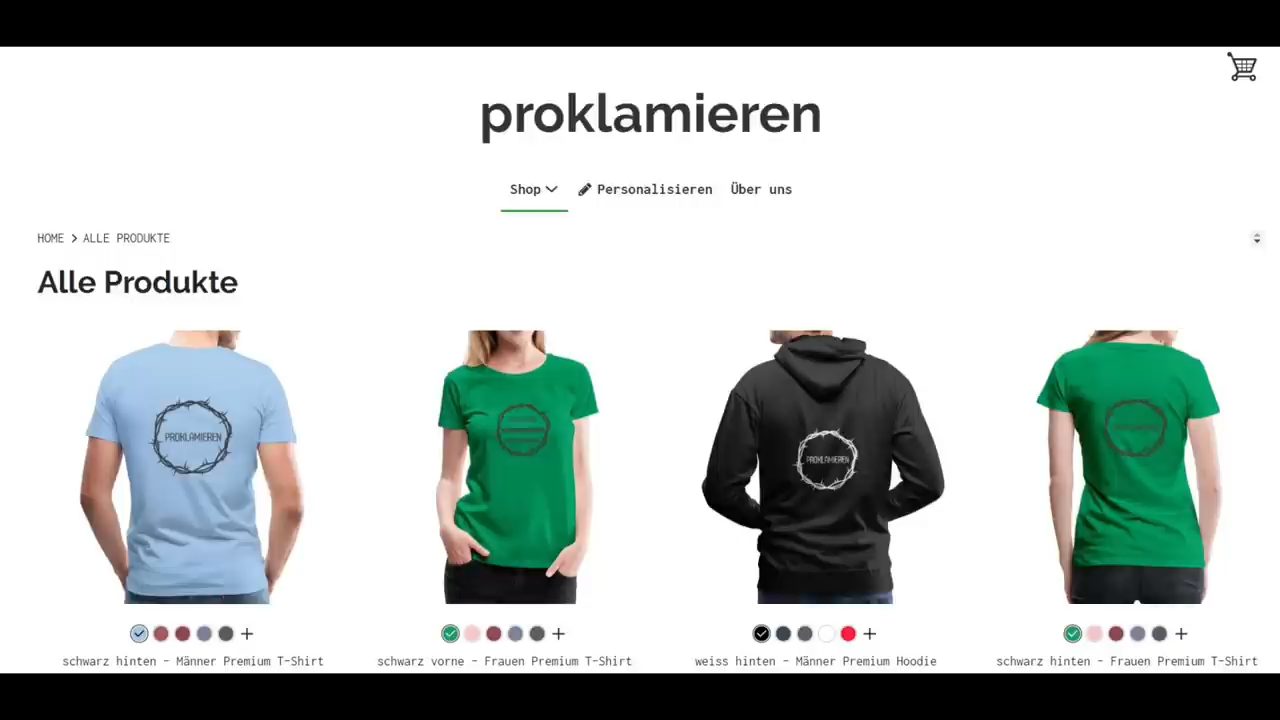 proklamieren
Shop Personalisieren Über uns
HOME > ALLE PRODUKTE
Alle Produkte
PROKLAMIEREN
PROKLAMIEREN
schwarz hinten - Männer Premium T-Shirt
schwarz vorne - Frauen Premium T-Shirt
weiss hinten - Männer Premium Hoodie
schwarz hinten - Frauen Premium T-Shirt